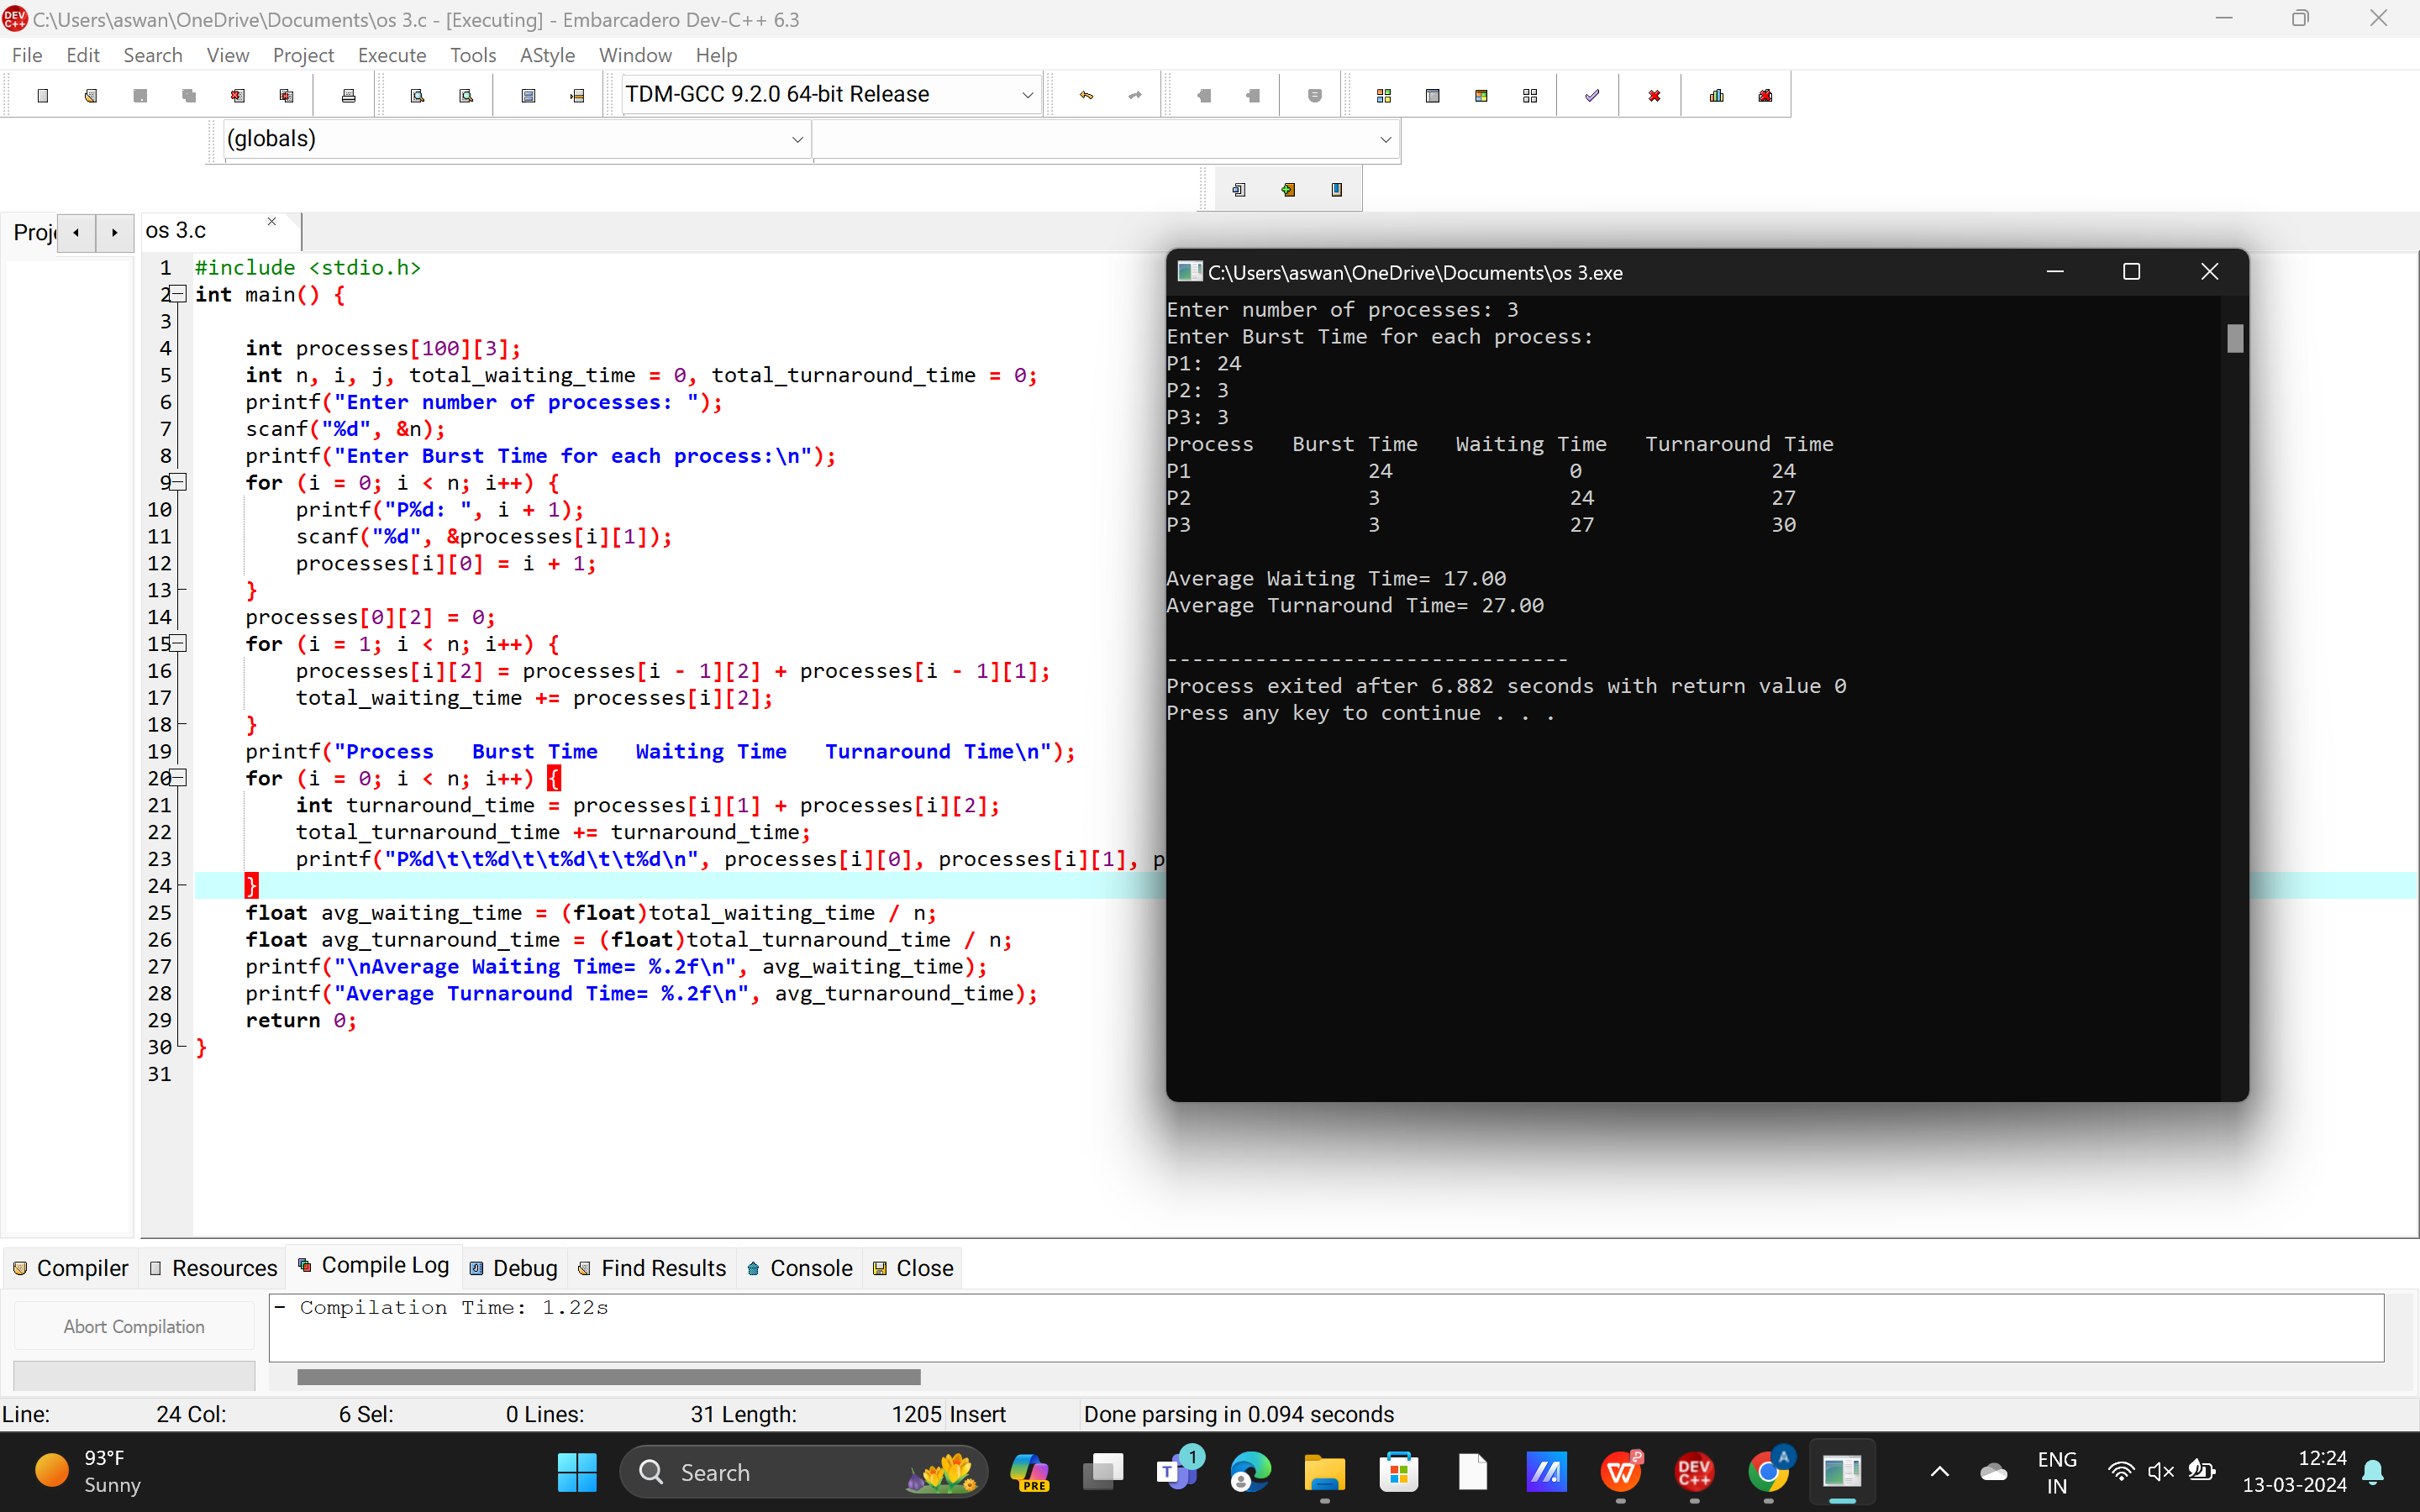 C:\Users\aswan\OneDrive\Documents\os 3.c - [Executing] - Embarcadero Dev-C++ 6.3
File Edit Search View Project Execute Tools AStyle Window Help
TDM-GCC 9.2.0 64-bit Release
(globals)
Proj
os 3.c
1 #include <stdio.h>
2 int main() {
3
4 int processes[100][3];
5 int n, i, j, total_waiting_time = 0, total_turnaround_time = 0;
6 printf("Enter number of processes: ");
7 scanf("%d", &n);
8 printf("Enter Burst Time for each process:\n");
9 for (i = 0; i < n; i++) {
10 printf("P%d: ", i + 1);
11 scanf("%d", &processes[i][1]);
12 processes[i][0] = i + 1;
13 }
14 processes[0][2] = 0;
15 for (i = 1; i < n; i++) {
16 processes[i][2] = processes[i - 1][2] + processes[i - 1][1];
17 total_waiting_time += processes[i][2];
18 }
19 printf("Process   Burst Time   Waiting Time   Turnaround Time\n");
20 for (i = 0; i < n; i++) {
21 int turnaround_time = processes[i][1] + processes[i][2];
22 total_turnaround_time += turnaround_time;
23 printf("P%d\t\t%d\t\t%d\t\t%d\n", processes[i][0], processes[i][1], p
24 }
25 float avg_waiting_time = (float)total_waiting_time / n;
26 float avg_turnaround_time = (float)total_turnaround_time / n;
27 printf("\nAverage Waiting Time= %.2f\n", avg_waiting_time);
28 printf("Average Turnaround Time= %.2f\n", avg_turnaround_time);
29 return 0;
30 }
31
C:\Users\aswan\OneDrive\Documents\os 3.exe
Enter number of processes: 3
Enter Burst Time for each process:
P1: 24
P2: 3
P3: 3
Process   Burst Time   Waiting Time   Turnaround Time
P1 24 0 24
P2 3 24 27
P3 3 27 30
Average Waiting Time= 17.00
Average Turnaround Time= 27.00
--------------------------------
Process exited after 6.882 seconds with return value 0
Press any key to continue . . .
Compiler Resources Compile Log Debug Find Results Console Close
Abort Compilation
- Compilation Time: 1.22s
Line: 24 Col: 6 Sel: 0 Lines: 31 Length: 1205 Insert Done parsing in 0.094 seconds
93°F
Sunny
Search
PRE
T
1
DEV
C++
A
ENG
IN
12:24
13-03-2024